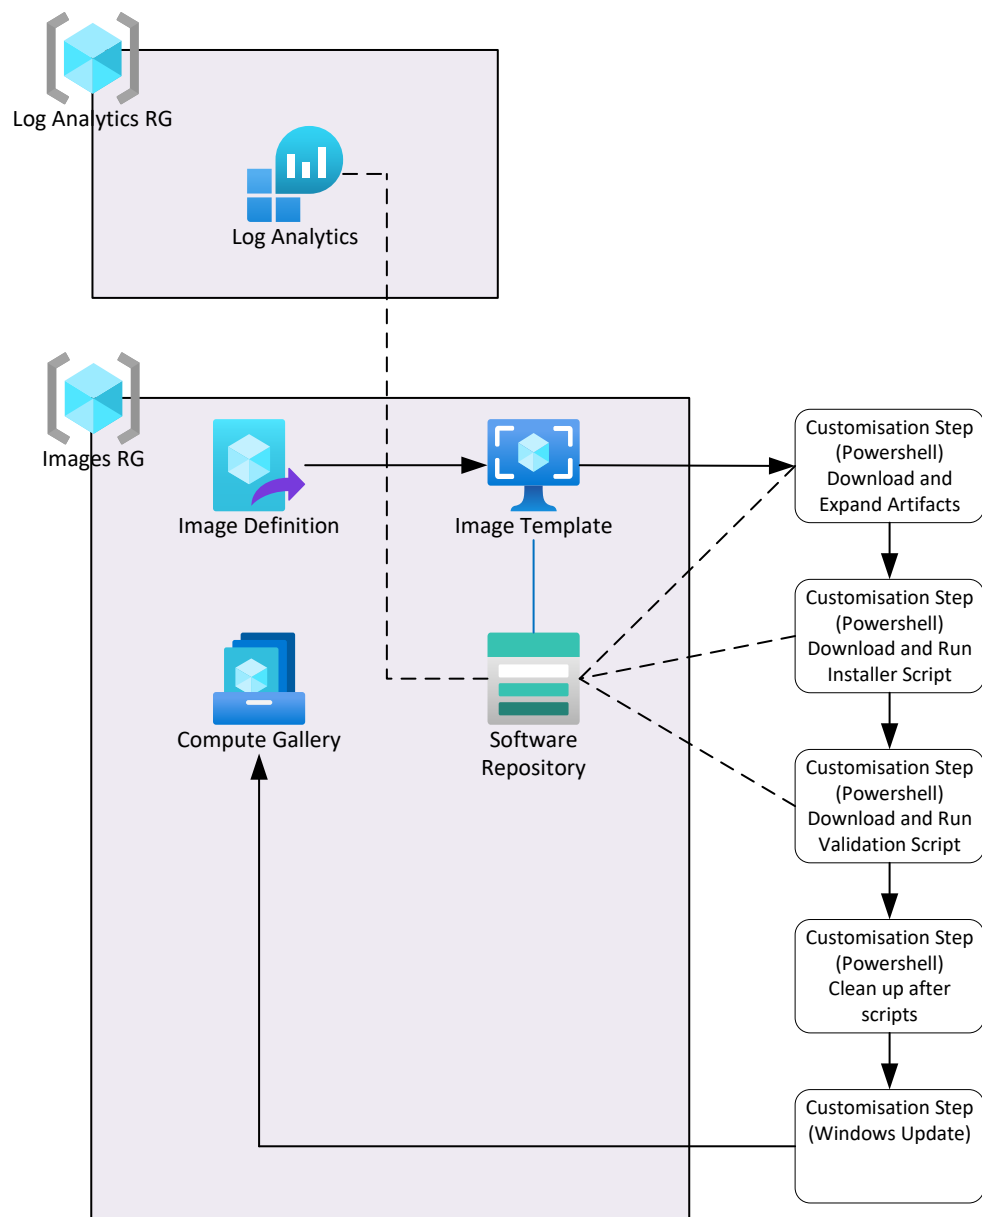 Log Analytics RG
Log Analytics
Images RG
Image Definition
Image Template
Compute Gallery
Software
Repository
Customisation Step
(Powershell)
Download and
Expand Artifacts
Customisation Step
(Powershell)
Download and Run
Installer Script
Customisation Step
(Powershell)
Download and Run
Validation Script
Customisation Step
(Powershell)
Clean up after
scripts
Customisation Step
(Windows Update)